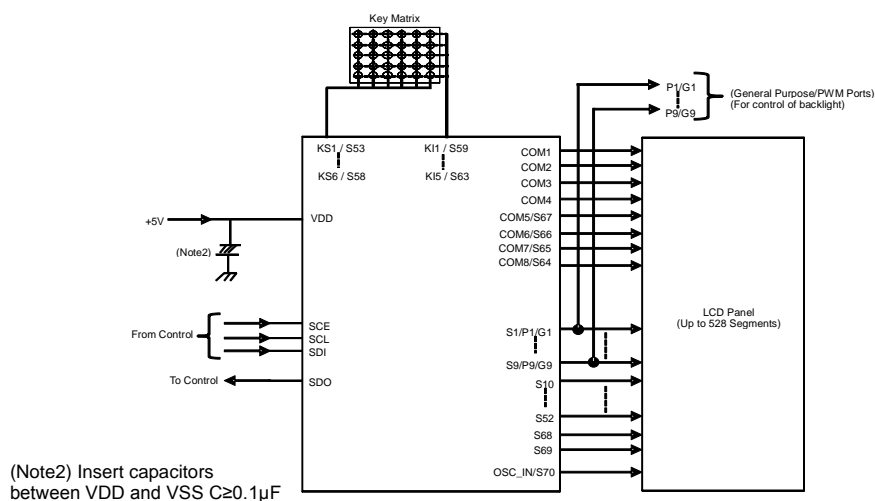 Key Matrix
P1/G1
P9/G9
(General Purpose/PWM Ports)
(For control of backlight)
KS1 / S53
KS6 / S58
KI1 / S59
KI5 / S63
COM1
COM2
COM3
COM4
COM5/S67
COM6/S66
COM7/S65
COM8/S64
+5V
VDD
(Note2)
From Control
SCE
SCL
SDI
To Control
SDO
S1/P1/G1
S9/P9/G9
S10
S52
S68
S69
OSC_IN/S70
LCD Panel
(Up to 528 Segments)
(Note2) Insert capacitors
between VDD and VSS C≥0.1µF